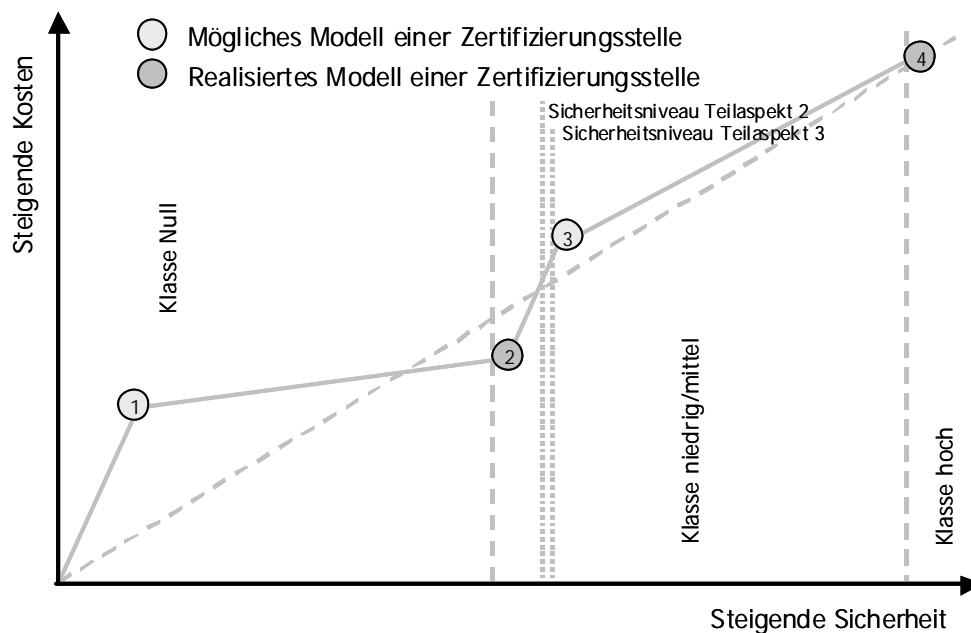 Mögliches Modell einer Zertifizierungsstelle
Realisiertes Modell einer Zertifizierungsstelle
Sicherheitsniveau Teilaspekt 2
Sicherheitsniveau Teilaspekt 3
Steigende Kosten
Klasse Null
1
2
3
4
Klasse niedrig/mittel
Klasse hoch
Steigende Sicherheit